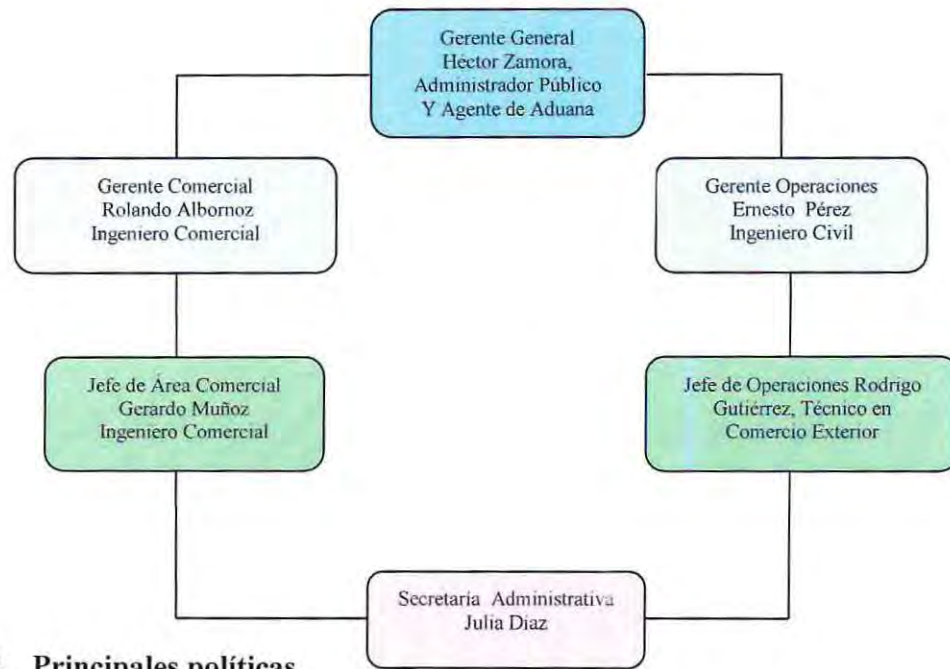 Gerente General
Héctor Zamora,
Administrador Público
Y Agente de Aduana
Gerente Comercial
Rolando Albornoz
Ingeniero Comercial
Gerente Operaciones
Ernesto Pérez
Ingeniero Civil
Jefe de Área Comercial
Gerardo Muñoz
Ingeniero Comercial
Jefe de Operaciones Rodrigo
Gutiérrez, Técnico en
Comercio Exterior
Secretaria Administrativa
Julia Diaz
Principales políticas